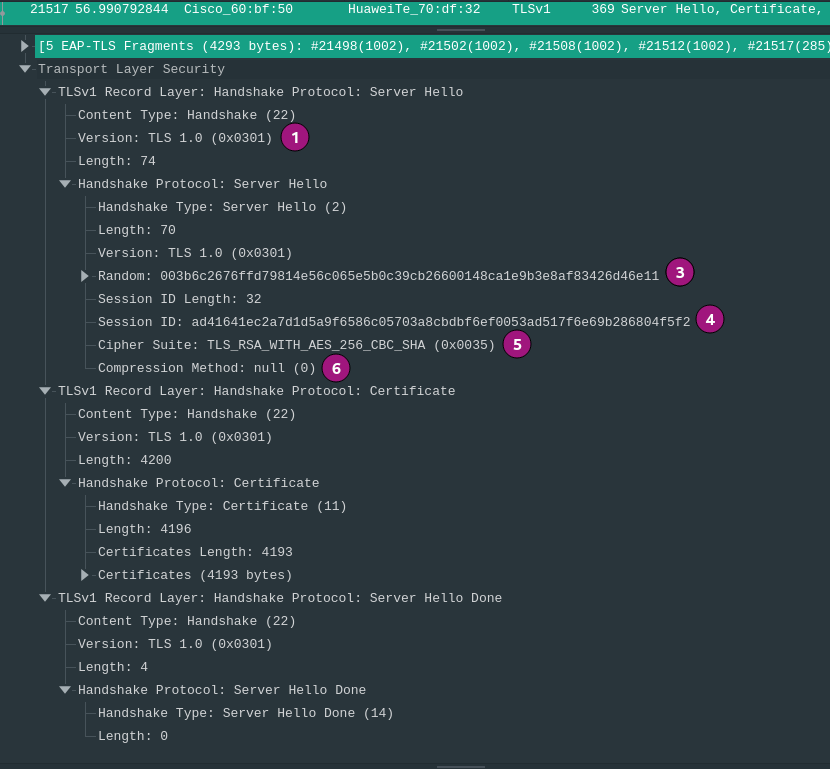 21517 56.990792844 Cisco_60:bf:50 HuaweiTe_70:df:32 TLSv1 369 Server Hello, Certificate,
[5 EAP-TLS Fragments (4293 bytes): #21498(1002), #21502(1002), #21508(1002), #21512(1002), #21517(285)
Transport Layer Security
TLSv1 Record Layer: Handshake Protocol: Server Hello
Content Type: Handshake (22)
Version: TLS 1.0 (0x0301) 1
Length: 74
Handshake Protocol: Server Hello
Handshake Type: Server Hello (2)
Length: 70
Version: TLS 1.0 (0x0301)
Random: 003b6c2676ffd79814e56c065e5b0c39cb26600148ca1e9b3e8af83426d46e11 3
Session ID Length: 32
Session ID: ad41641ec2a7d1d5a9f6586c05703a8cbdbf6ef0053ad517f6e69b286804f5f2 4
Cipher Suite: TLS_RSA_WITH_AES_256_CBC_SHA (0x0035) 5
Compression Method: null (0) 6
TLSv1 Record Layer: Handshake Protocol: Certificate
Content Type: Handshake (22)
Version: TLS 1.0 (0x0301)
Length: 4200
Handshake Protocol: Certificate
Handshake Type: Certificate (11)
Length: 4196
Certificates Length: 4193
Certificates (4193 bytes)
TLSv1 Record Layer: Handshake Protocol: Server Hello Done
Content Type: Handshake (22)
Version: TLS 1.0 (0x0301)
Length: 4
Handshake Protocol: Server Hello Done
Handshake Type: Server Hello Done (14)
Length: 0